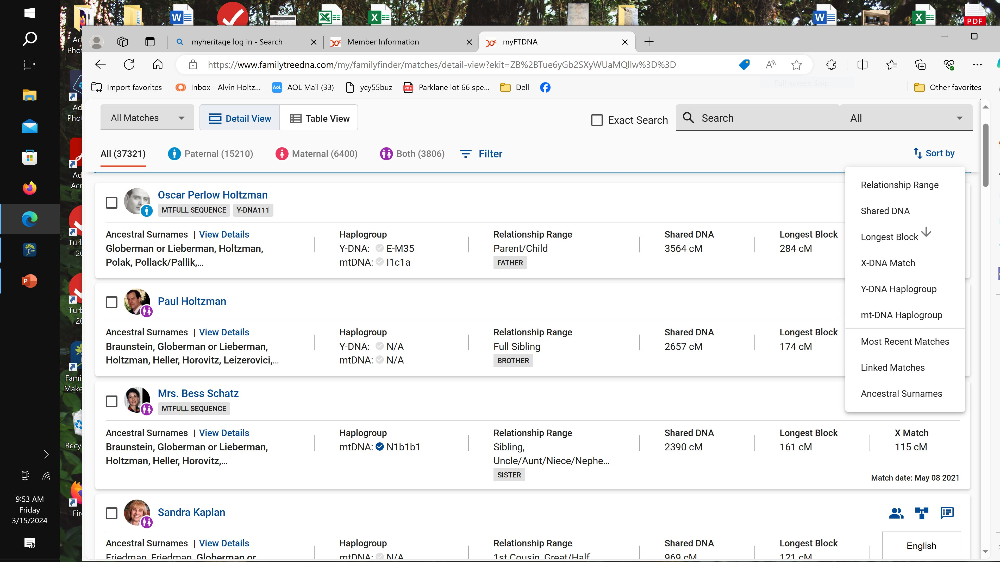 myheritage log in - Search
Member Information
myFTDNA
https://www.familytreedna.com/my/familyfinder/matches/detail-view?ekit=ZB%2BTue6yGb2SXyWUaMQllw%3D%3D
Import favorites
Inbox - Alvin Holtz...
Aol.
AOL Mail (33)
ycy55buz
PDF
Parklane lot 66 spe...
Dell
Full-screen Snip
Other favorites
PDF
All Matches
Detail View
Table View
Exact Search
Search
All
All (37321)
Paternal (15210)
Maternal (6400)
Both (3806)
Filter
Sort by
Relationship Range
Shared DNA
Longest Block
X-DNA Match
Y-DNA Haplogroup
mt-DNA Haplogroup
Most Recent Matches
Linked Matches
Ancestral Surnames
Oscar Perlow Holtzman
MTFULL SEQUENCE
Y-DNA111
Ancestral Surnames | View Details
Globerman or Lieberman, Holtzman,
Polak, Pollack/Pallik,...
Haplogroup
Y-DNA: E-M35
mtDNA: I1c1a
Relationship Range
Parent/Child
FATHER
Shared DNA
3564 cM
Longest Block
284 cM
Paul Holtzman
Ancestral Surnames | View Details
Braunstein, Globerman or Lieberman,
Holtzman, Heller, Horovitz, Leizerovici,...
Haplogroup
Y-DNA: N/A
mtDNA: N/A
Relationship Range
Full Sibling
BROTHER
Shared DNA
2657 cM
Longest Block
174 cM
Mrs. Bess Schatz
MTFULL SEQUENCE
Ancestral Surnames | View Details
Braunstein, Globerman or Lieberman,
Holtzman, Heller, Horovitz,...
Haplogroup
mtDNA: N1b1b1
Relationship Range
Sibling,
Uncle/Aunt/Niece/Nephe...
SISTER
Shared DNA
2390 cM
Longest Block
161 cM
X Match
115 cM
Match date: May 08 2021
Sandra Kaplan
Ancestral Surnames | View Details
Friedman, Friedman, Globerman or
Haplogroup
mtDNA: N/A
Relationship Range
1st Cousin, Great/Half
Shared DNA
969 cM
Longest Block
121 cM
English
Ad
Phot
Ad
Phot
Ad
Acr
Turb
20
Turb
20
Famil
Make
Recy
Fire
9:53 AM
Friday
3/15/2024